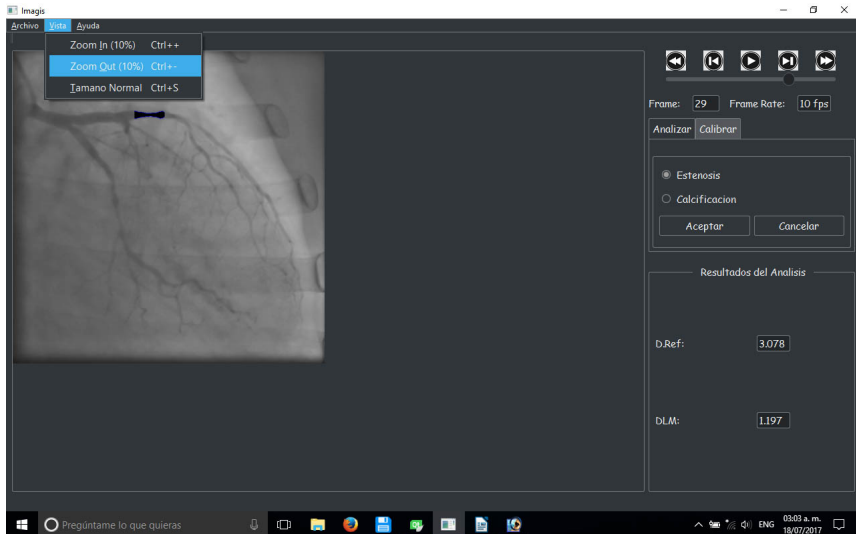 Imagis
Archivo Vista Ayuda
Zoom In (10%) Ctrl++
Zoom Out (10%) Ctrl+-
Tamano Normal Ctrl+S
Frame: 29 Frame Rate: 10 fps
Analizar Calibrar
Estenosis
Calcificacion
Aceptar Cancelar
Resultados del Analisis
D.Ref: 3.078
DLM: 1.197
Pregúntame lo que quieras
ENG
03:03 a. m.
18/07/2017